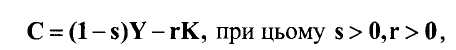 C = (1 – s)Y – rK, при цьому s > 0, r > 0,